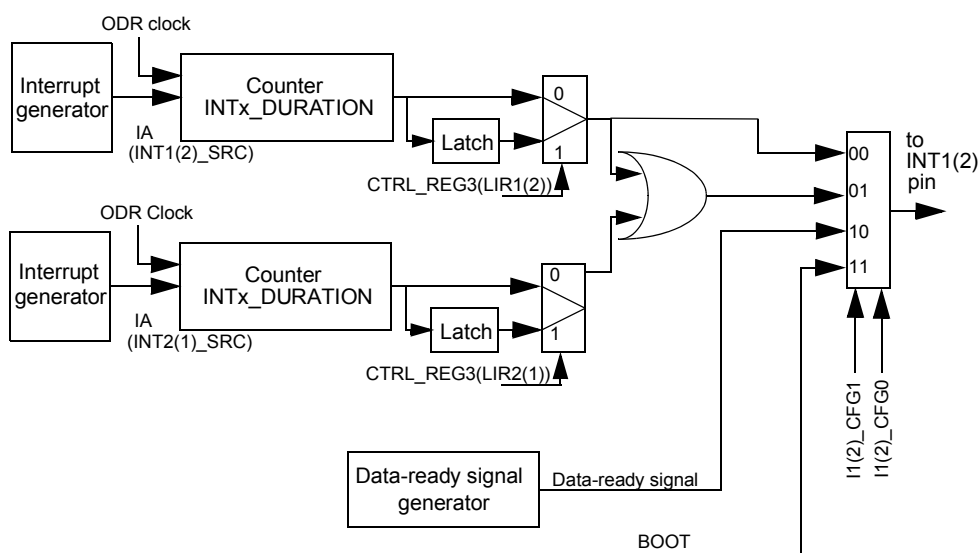 ODR clock
Interrupt
generator
Counter
INTx_DURATION
IA
(INT1(2)_SRC)
Latch
0
1
CTRL_REG3(LIR1(2))
00
01
10
11
to
INT1(2)
pin
ODR Clock
Interrupt
generator
Counter
INTx_DURATION
IA
(INT2(1)_SRC)
Latch
0
1
CTRL_REG3(LIR2(1))
I1(2)_CFG1
I1(2)_CFG0
Data-ready signal
generator
Data-ready signal
BOOT